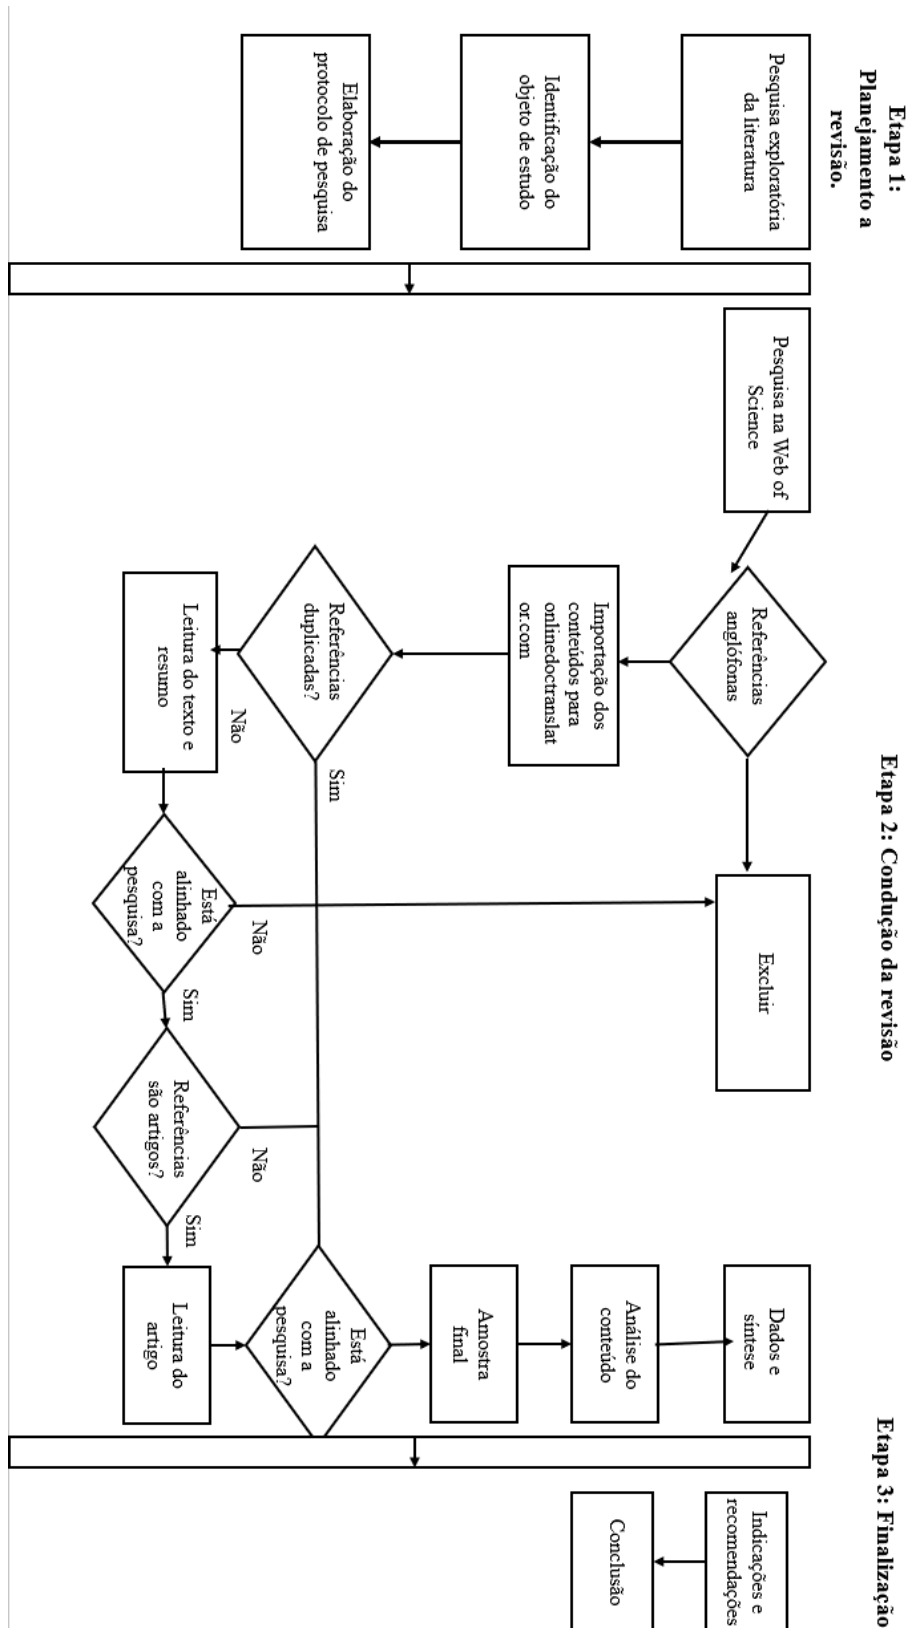 Etapa 1:
Planejamento a
revisão.
Pesquisa exploratória
da literatura
Identificação do
objeto de estudo
Elaboração do
protocolo de pesquisa
Etapa 2: Condução da revisão
Pesquisa na Web of
Science
Referências
anglófonas
Excluir
Importação dos
conteúdos para
onlinedoctranslat
or.com
Referências
duplicadas?
Sim
Não
Leitura do texto e
resumo
Está
alinhado
com a
pesquisa?
Não
Sim
Referências
são artigos?
Não
Sim
Leitura do
artigo
Está
alinhado
com a
pesquisa?
Amostra
final
Análise do
conteúdo
Dados e
síntese
Etapa 3: Finalização
Indicações e
recomendações
Conclusão